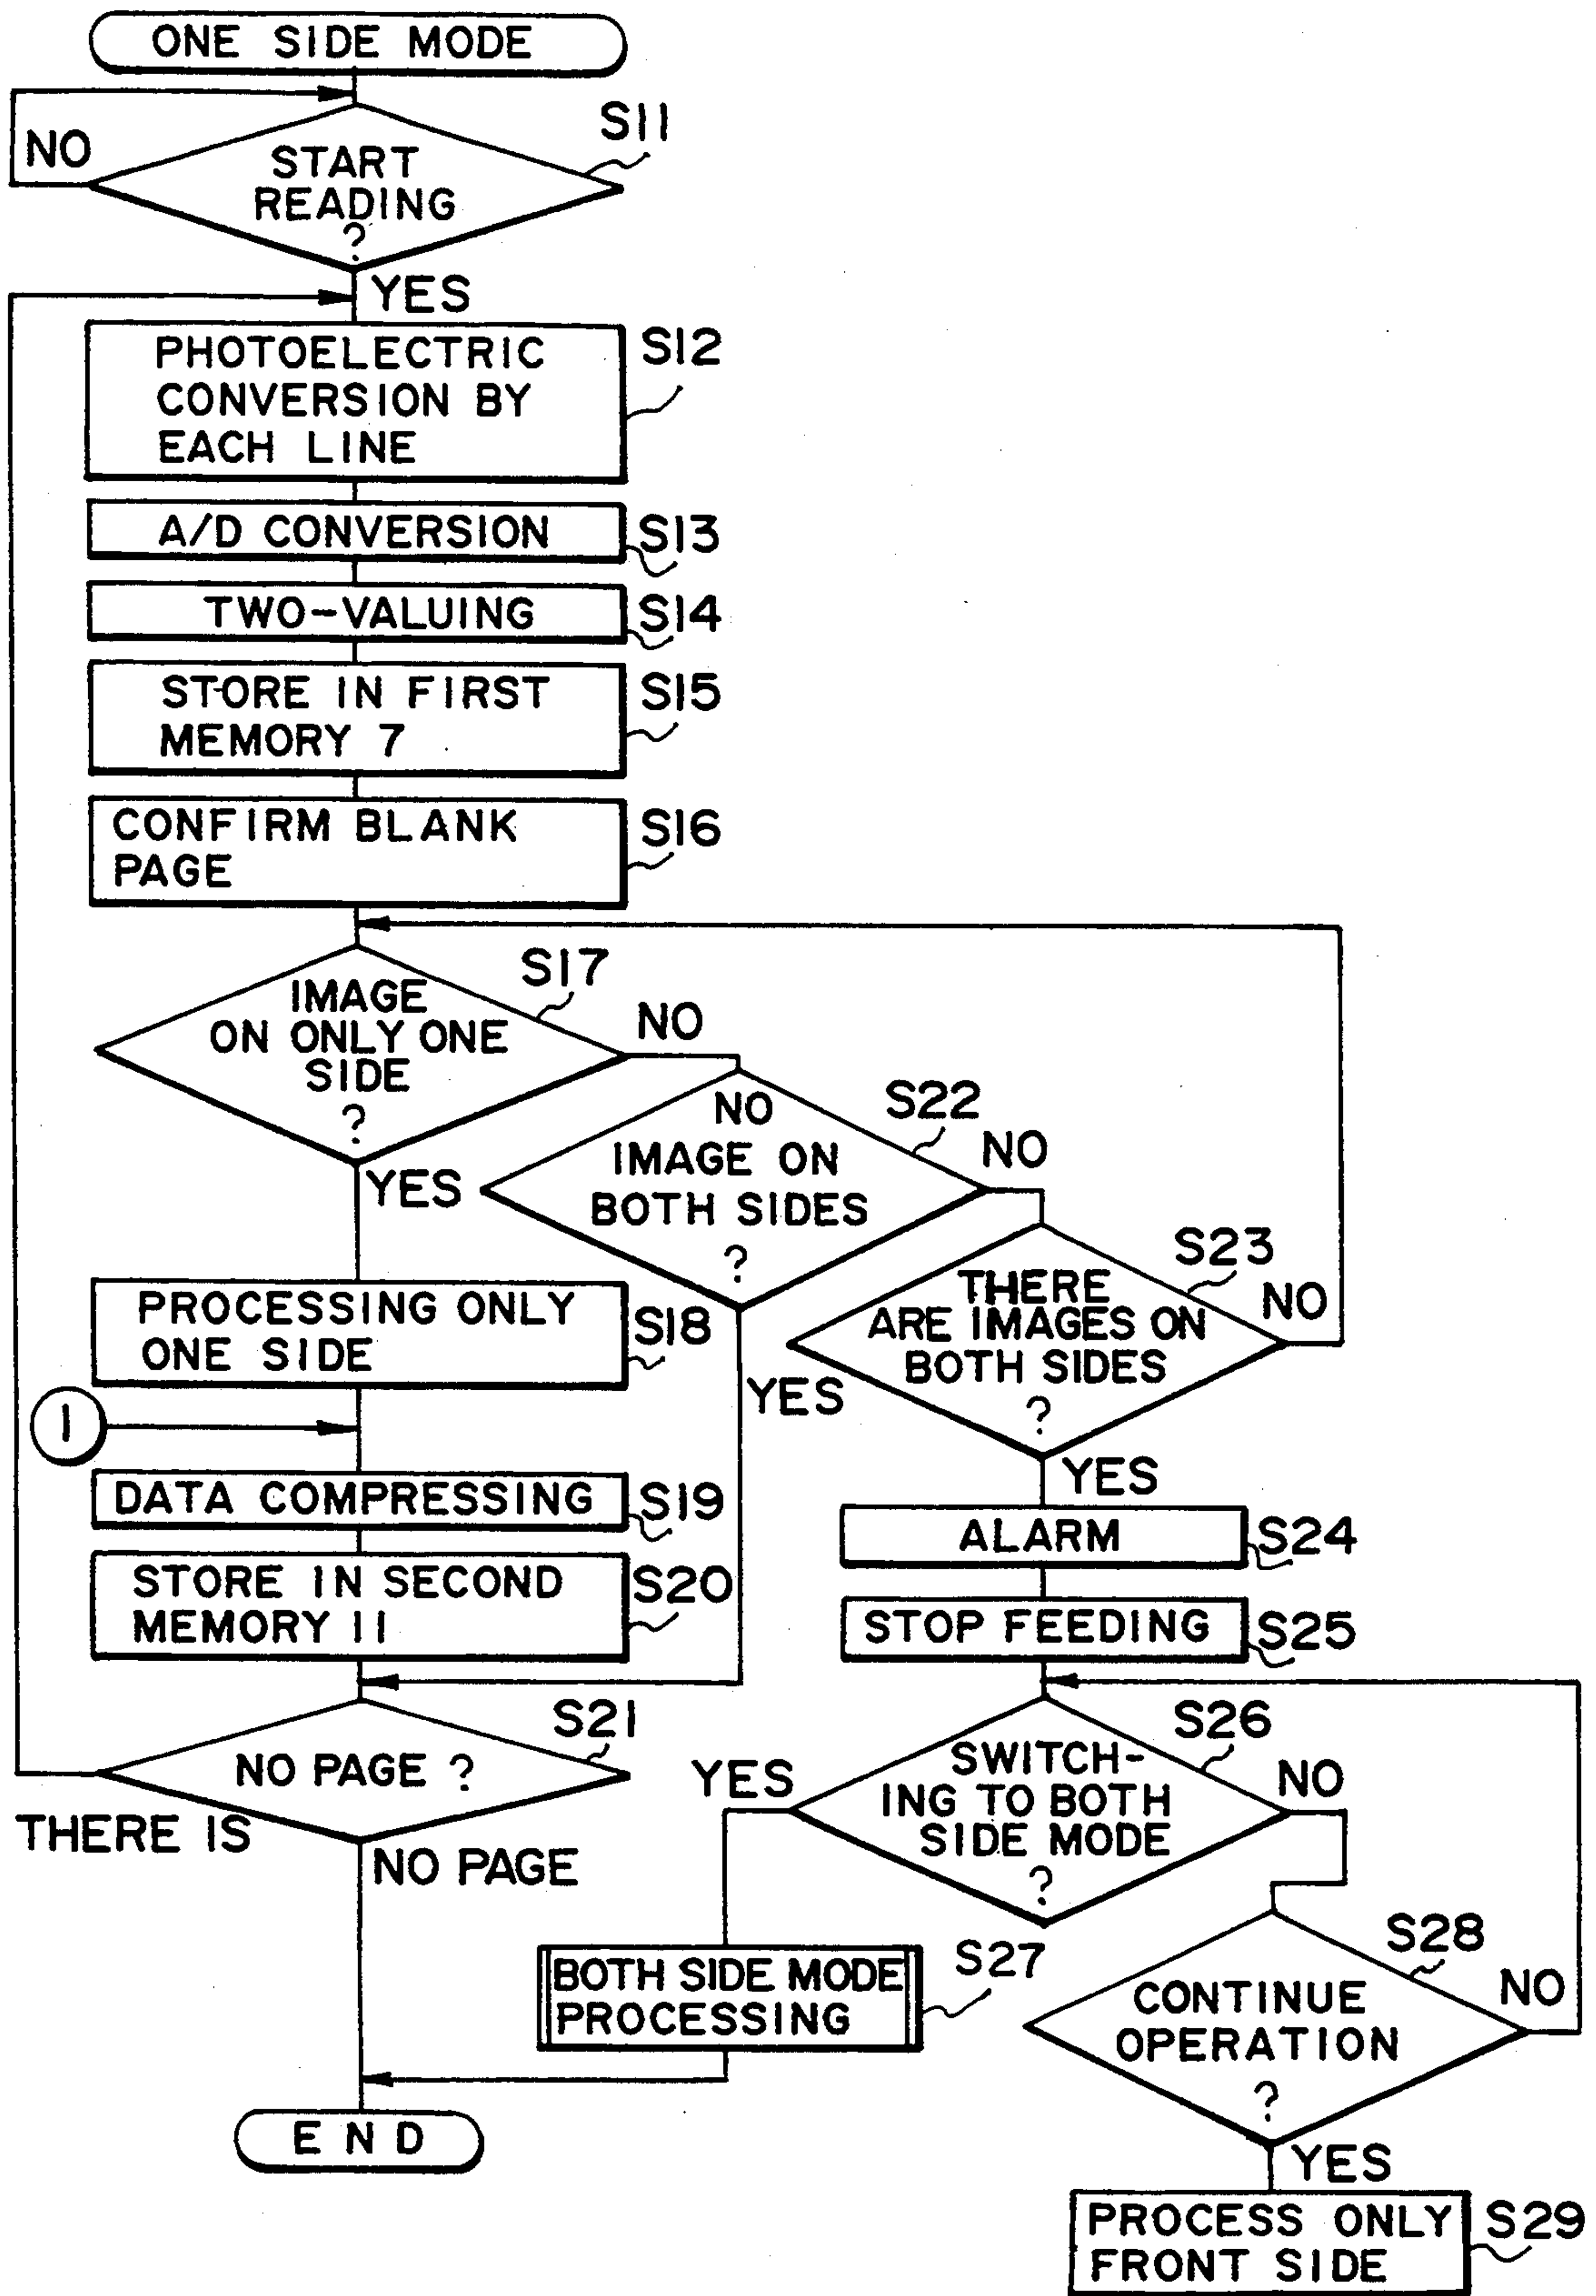 ONE SIDE MODE
NO
S11
START
READING
?
YES
PHOTOELECTRIC
CONVERSION BY
EACH LINE
S12
A/D CONVERSION
S13
TWO-VALUING
S14
STORE IN FIRST
MEMORY 7
S15
CONFIRM BLANK
PAGE
S16
S17
IMAGE
ON ONLY ONE
SIDE
?
NO
YES
S22
NO
IMAGE ON
BOTH SIDES
?
NO
YES
S23
THERE
ARE IMAGES ON
BOTH SIDES
?
NO
YES
PROCESSING ONLY
ONE SIDE
S18
1
DATA COMPRESSING
S19
STORE IN SECOND
MEMORY 11
S20
ALARM
S24
STOP FEEDING
S25
S21
NO PAGE ?
THERE IS
NO PAGE
S26
YES
SWITCH-
ING TO BOTH
SIDE MODE
?
NO
BOTH SIDE MODE
PROCESSING
S27
S28
CONTINUE
OPERATION
?
NO
YES
END
PROCESS ONLY
FRONT SIDE
S29